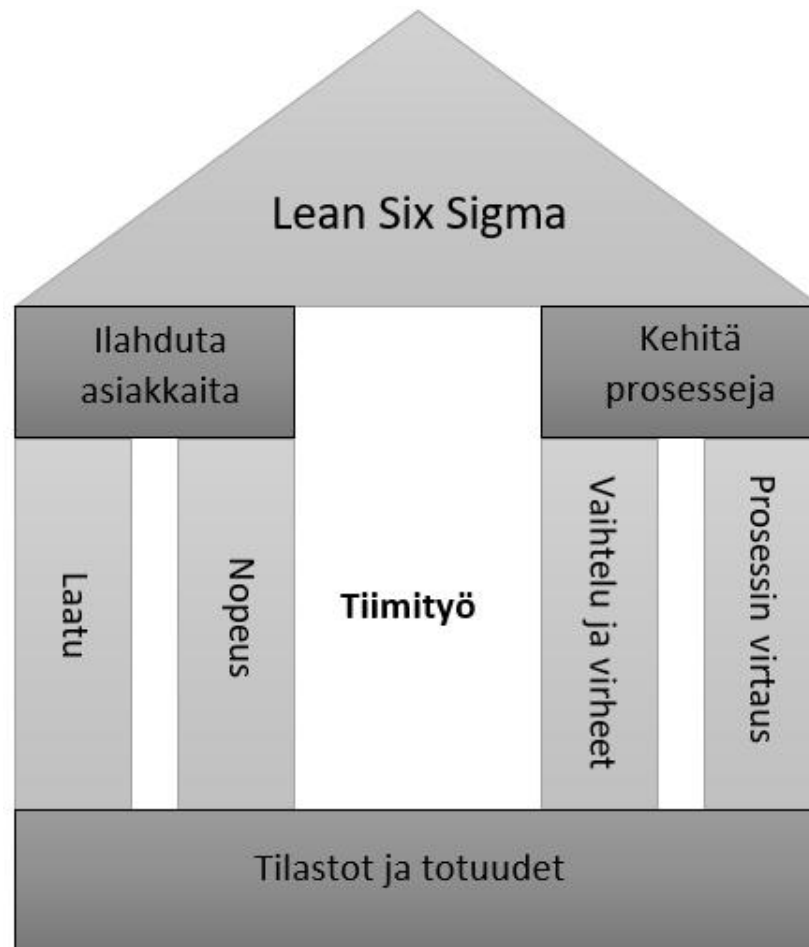 Lean Six Sigma
Ilahduta
asiakkaita
Kehitä
prosesseja
Laatu
Nopeus
Tiimityö
Vaihtelu ja virheet
Prosessin virtaus
Tilastot ja totuudet